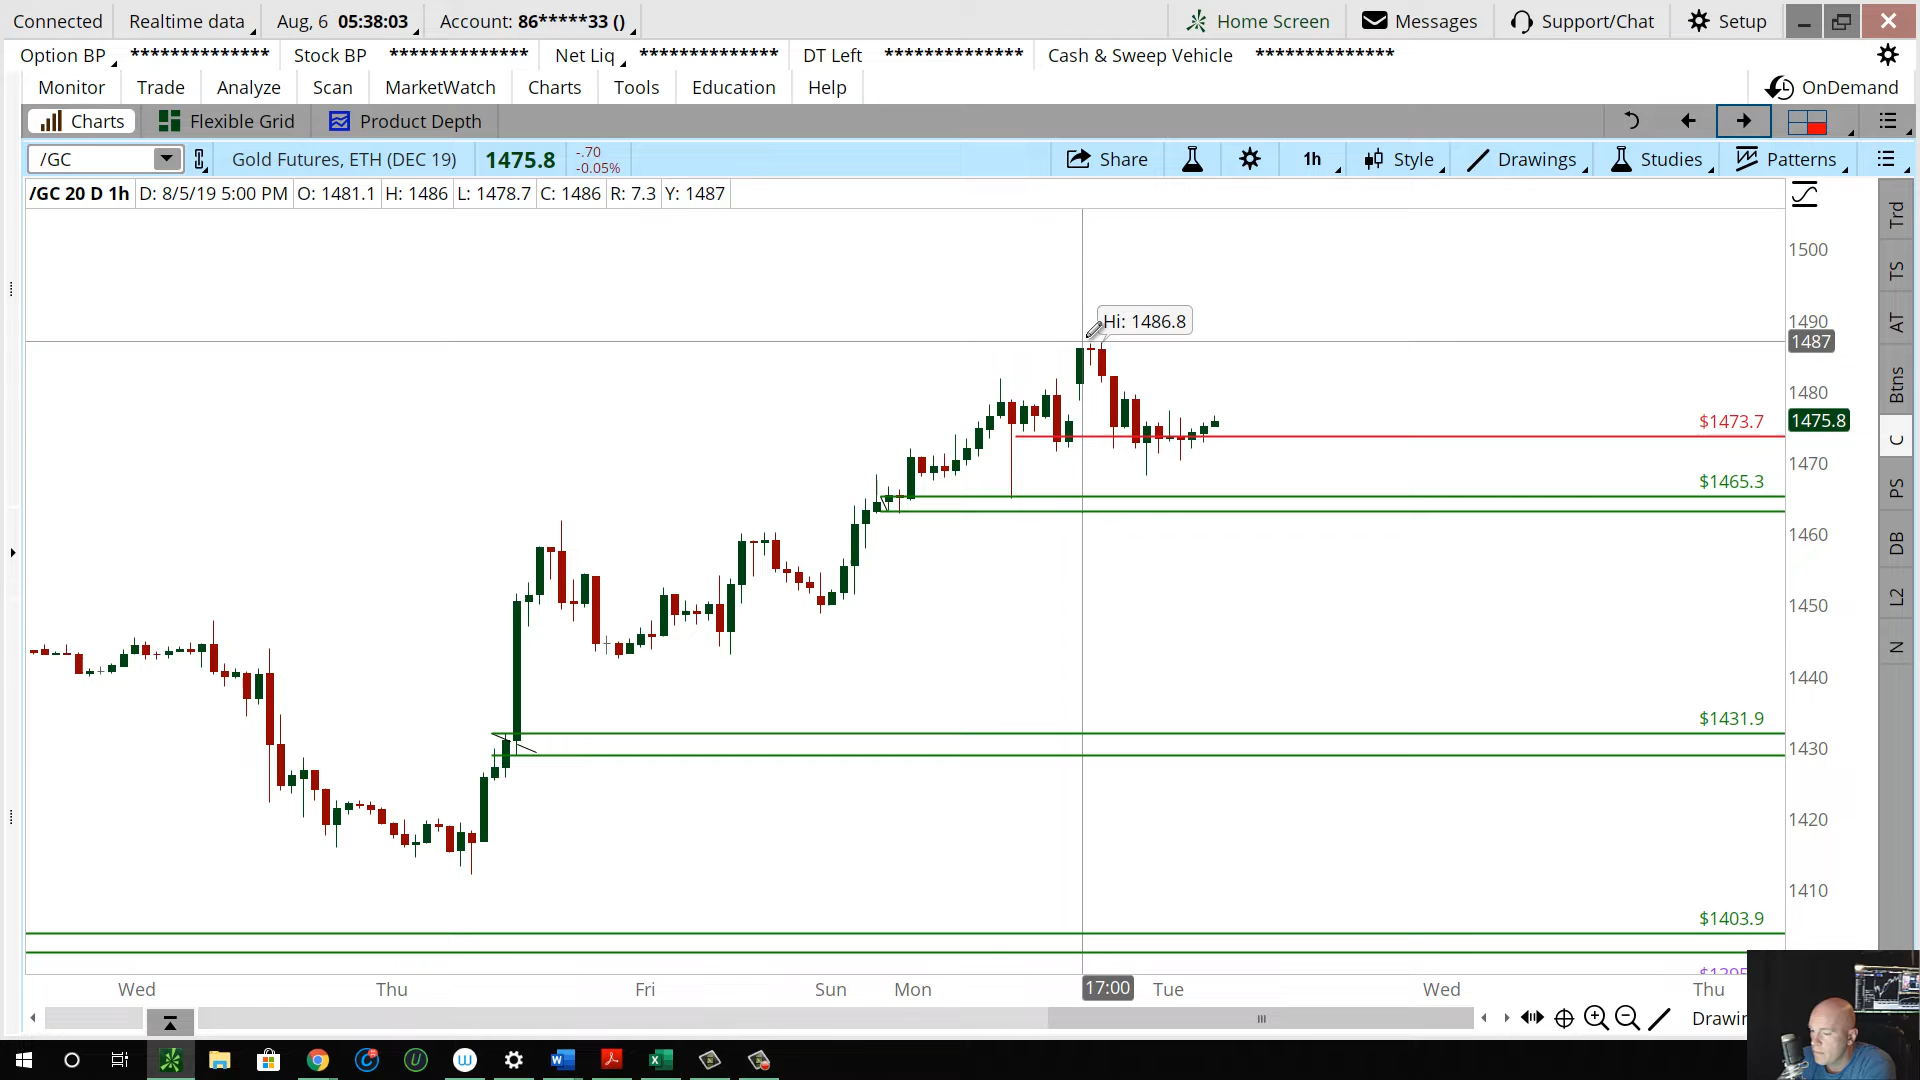 Connected Realtime data Aug, 6 05:38:03 Account: 86*****33 () Home Screen Messages Support/Chat Setup
Option BP ************** Stock BP ************** Net Liq ************** DT Left ************** Cash & Sweep Vehicle **************
Monitor Trade Analyze Scan MarketWatch Charts Tools Education Help OnDemand
Charts Flexible Grid Product Depth
/GC Gold Futures, ETH (DEC 19) 1475.8 -.70 -0.05% Share 1h Style Drawings Studies Patterns
/GC 20 D 1h D: 8/5/19 5:00 PM O: 1481.1 H: 1486 L: 1478.7 C: 1486 R: 7.3 Y: 1487
Trd
1500
TS
Hi: 1486.8
1490
AT
1487
Btns
1480
$1473.7
1475.8
C
1470
$1465.3
PS
1460
DB
1450
L2
N
1440
$1431.9
1430
1420
1410
$1403.9
Wed Thu Fri Sun Mon 17:00 Tue Wed Thu
Drawin